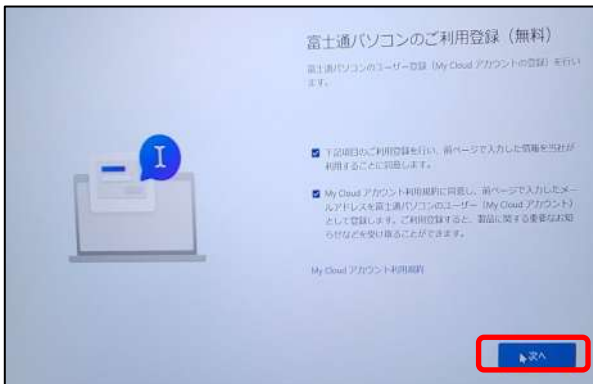 富士通パソコンのご利用登録（無料）
富士通パソコンのユーザー登録（My Cloud アカウントの登録）を行い
ます。
下記項目のご利用登録を行い、前ページで入力した情報を当社が
利用することに同意します。
My Cloud アカウント利用規約に同意し、前ページで入力したメー
ルアドレスを富士通パソコンのユーザー（My Cloud アカウント）
として登録します。ご利用登録すると、製品に関する重要なお知
らせなどを受け取ることができます。
My Cloud アカウント利用規約
次へ